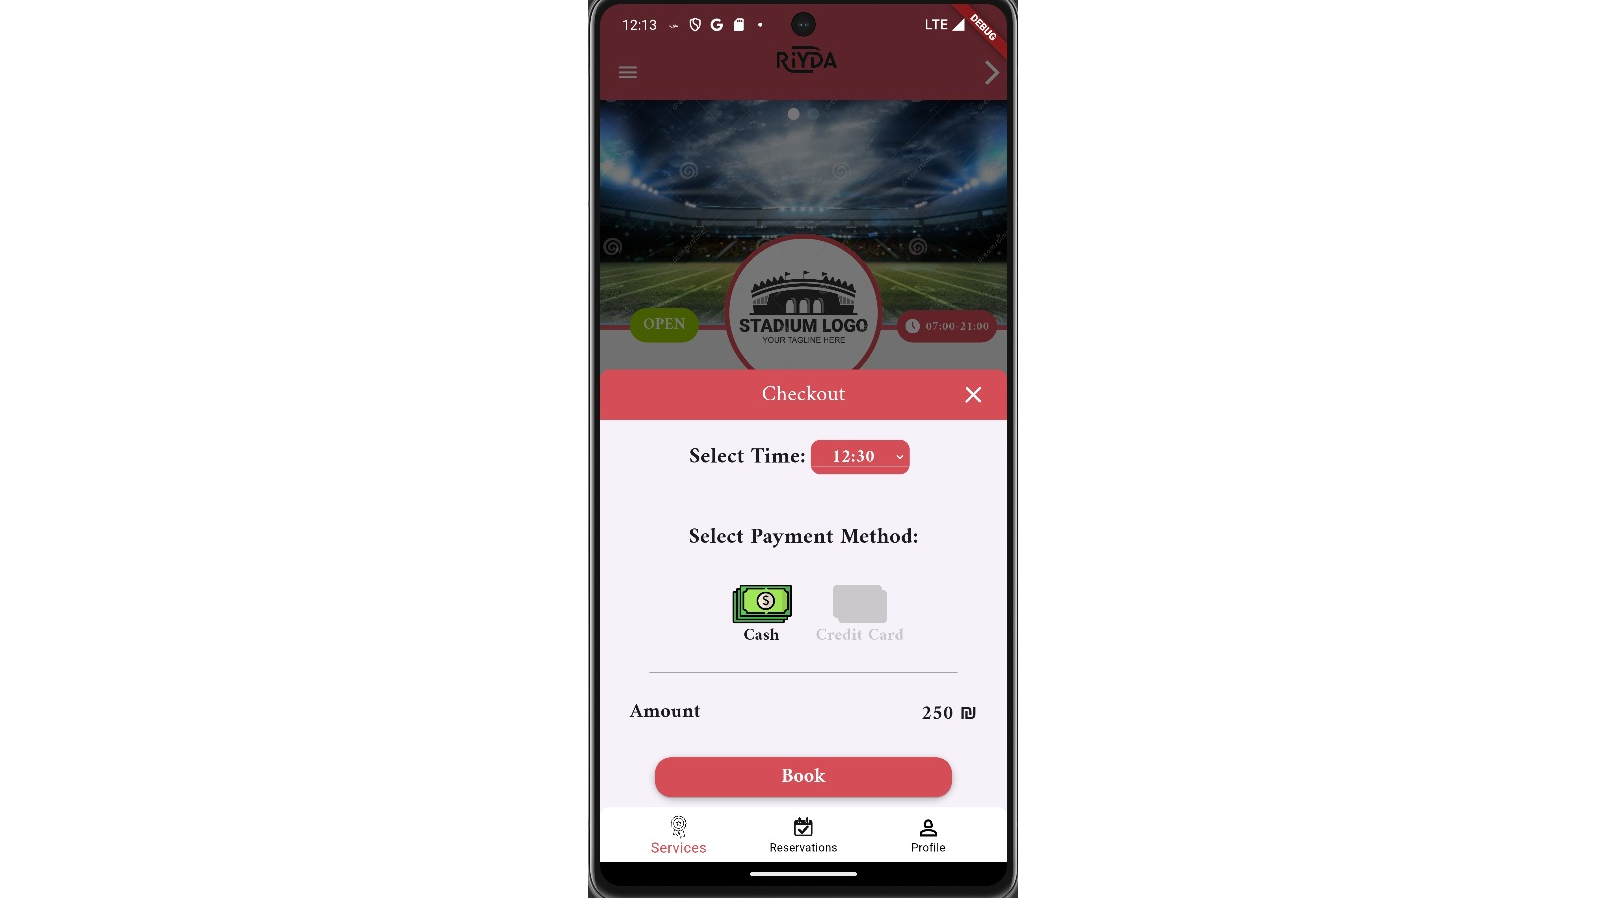 12:13
LTE
DEBUG
RiYDA
OPEN
STADIUM LOGO
YOUR TAGLINE HERE
07:00-21:00
Checkout
Select Time: 12:30
Select Payment Method:
Cash
Credit Card
Amount
250 ₪
Book
Services
Reservations
Profile